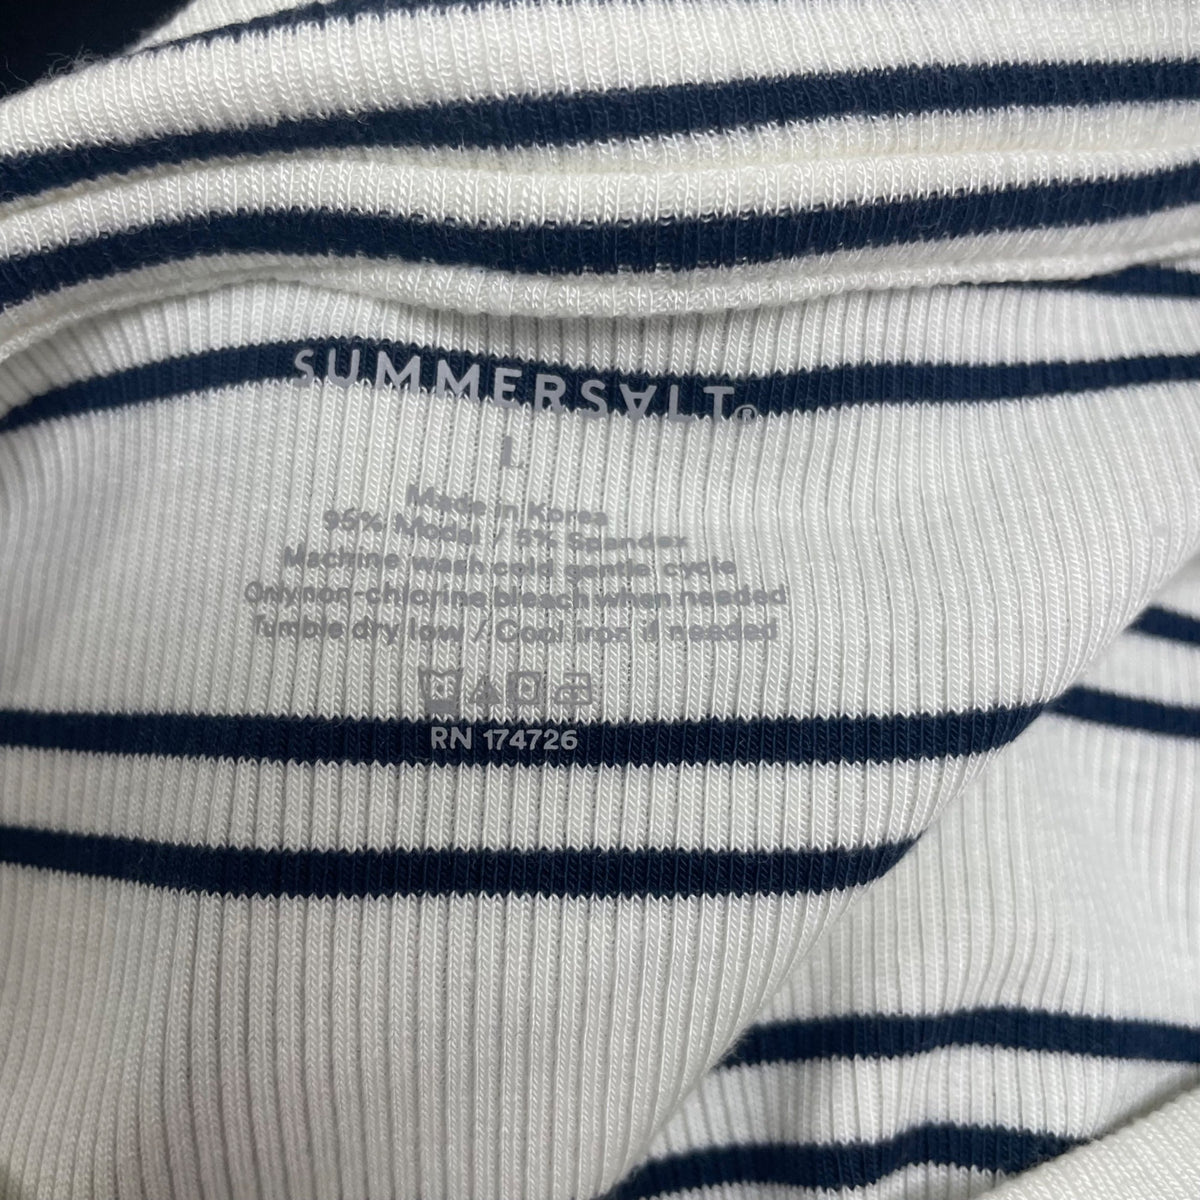 SUMMERSALT®
L
Made in Korea
95% Modal / 5% Spandex
Machine wash cold gentle cycle
Only non-chlorine bleach when needed
Tumble dry low / Cool iron if needed
RN 174726